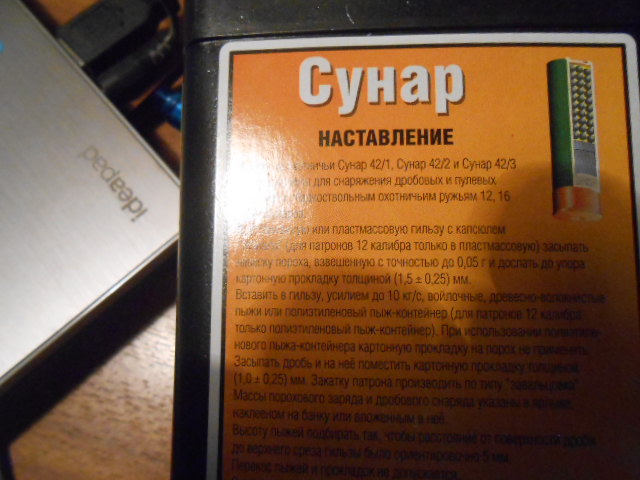 ideapad
Сунар
НАСТАВЛЕНИЕ
Сунар 42/1, Сунар 42/2 и Сунар 42/3
для снаряжения дробовых и пулевых
охотничьим ружьям 12, 16
или пластмассовую гильзу с капсюлем
(для патронов 12 калибра только в пластмассовую) засыпать
пороха, взвешенную с точностью до 0,05 г и дослать до упора
картонную прокладку толщиной (1,5 ± 0,25) мм.
Вставить в гильзу, усилием до 10 кг/с, войлочные, древесно-волокнистые
пыжи или полиэтиленовый пыж-контейнер (для патронов 12 калибра
только полиэтиленовый пыж-контейнер). При использовании полиэтиле-
нового пыжа-контейнера картонную прокладку на порох не применять.
Засыпать дробь и на неё поместить картонную прокладку толщиной
(1,0 ± 0,25) мм. Закатку патрона производить по типу "завальцовка".
Массы порохового заряда и дробового снаряда указаны в ярлыке,
наклееном на банку или вложенным в неё.
Высоту пыжей подбирать так, чтобы расстояние от поверхности дроби
до верхнего среза гильзы было ориентировочно 5 мм.
Перекос пыжей и прокладок не допускается.